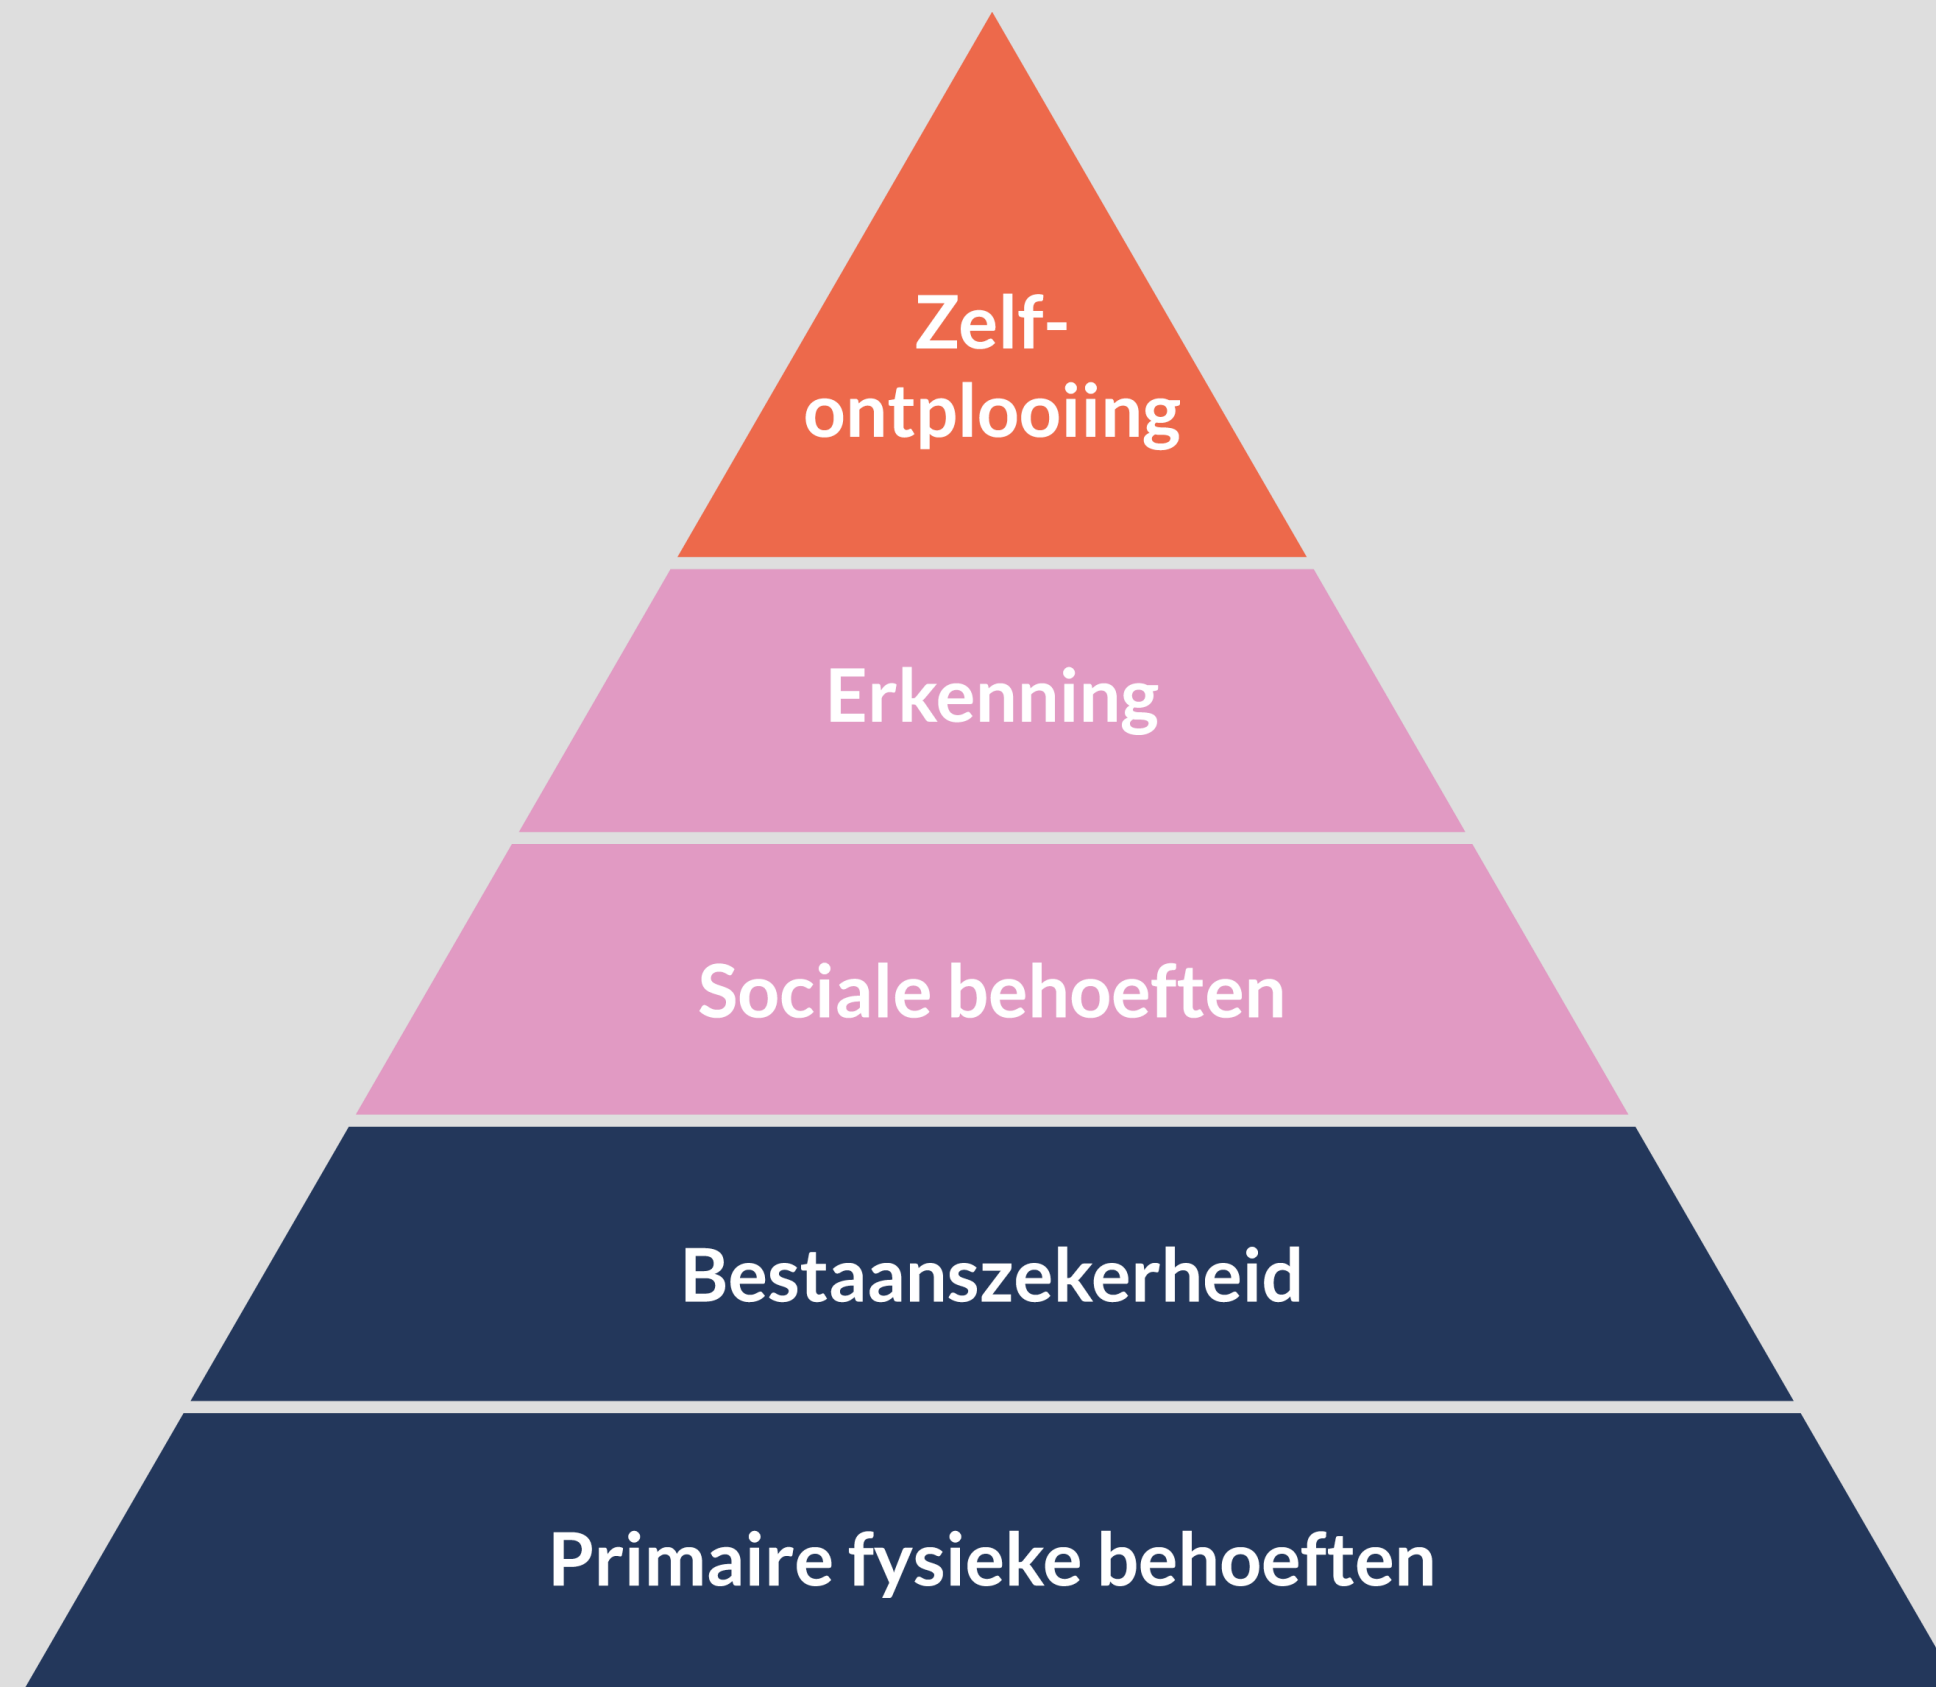 Zelf-
ontplooiing
Erkenning
Sociale behoeften
Bestaanszekerheid
Primaire fysieke behoeften